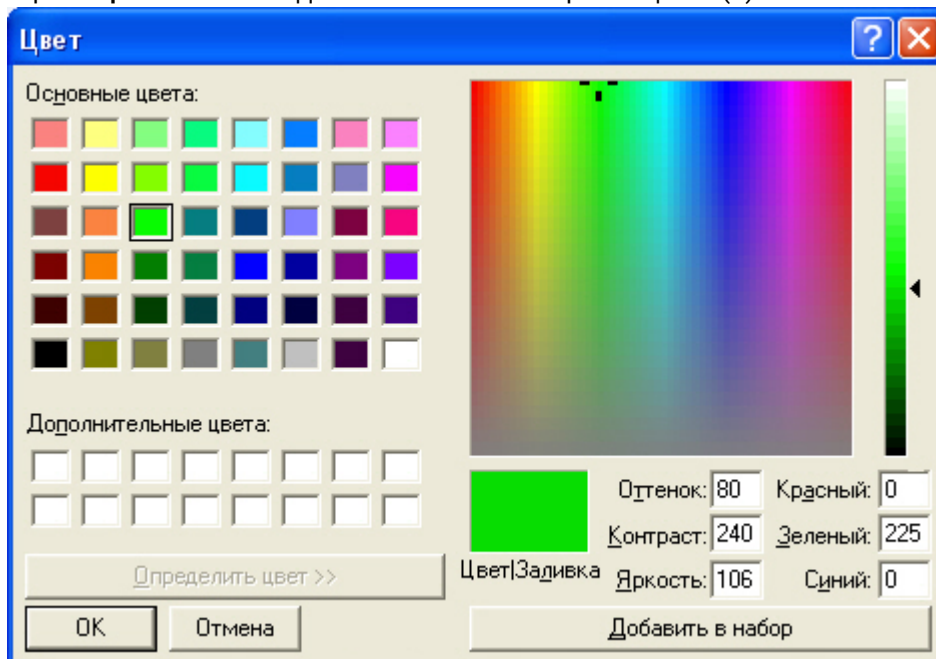 Цвет
Основные цвета:
Дополнительные цвета:
Определить цвет >>
OK Отмена
Оттенок: 80 Красный: 0
Контраст: 240 Зеленый: 225
Цвет|Заливка Яркость: 106 Синий: 0
Добавить в набор